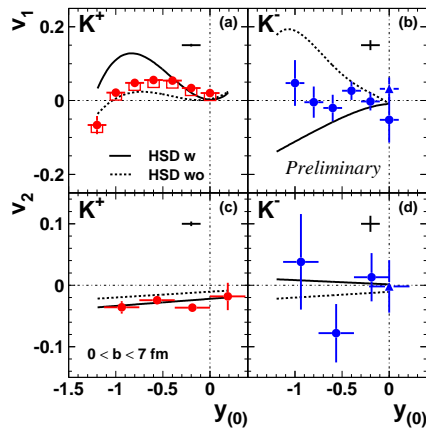 v₁
K⁺
(a)
K⁻
(b)
0.2
0
-0.2
HSD w
HSD wo
Preliminary
v₂
K⁺
(c)
K⁻
(d)
0.1
0
-0.1
0 < b < 7 fm
-1.5 -1 -0.5 0 -1 -0.5 0
y₍₀₎ y₍₀₎